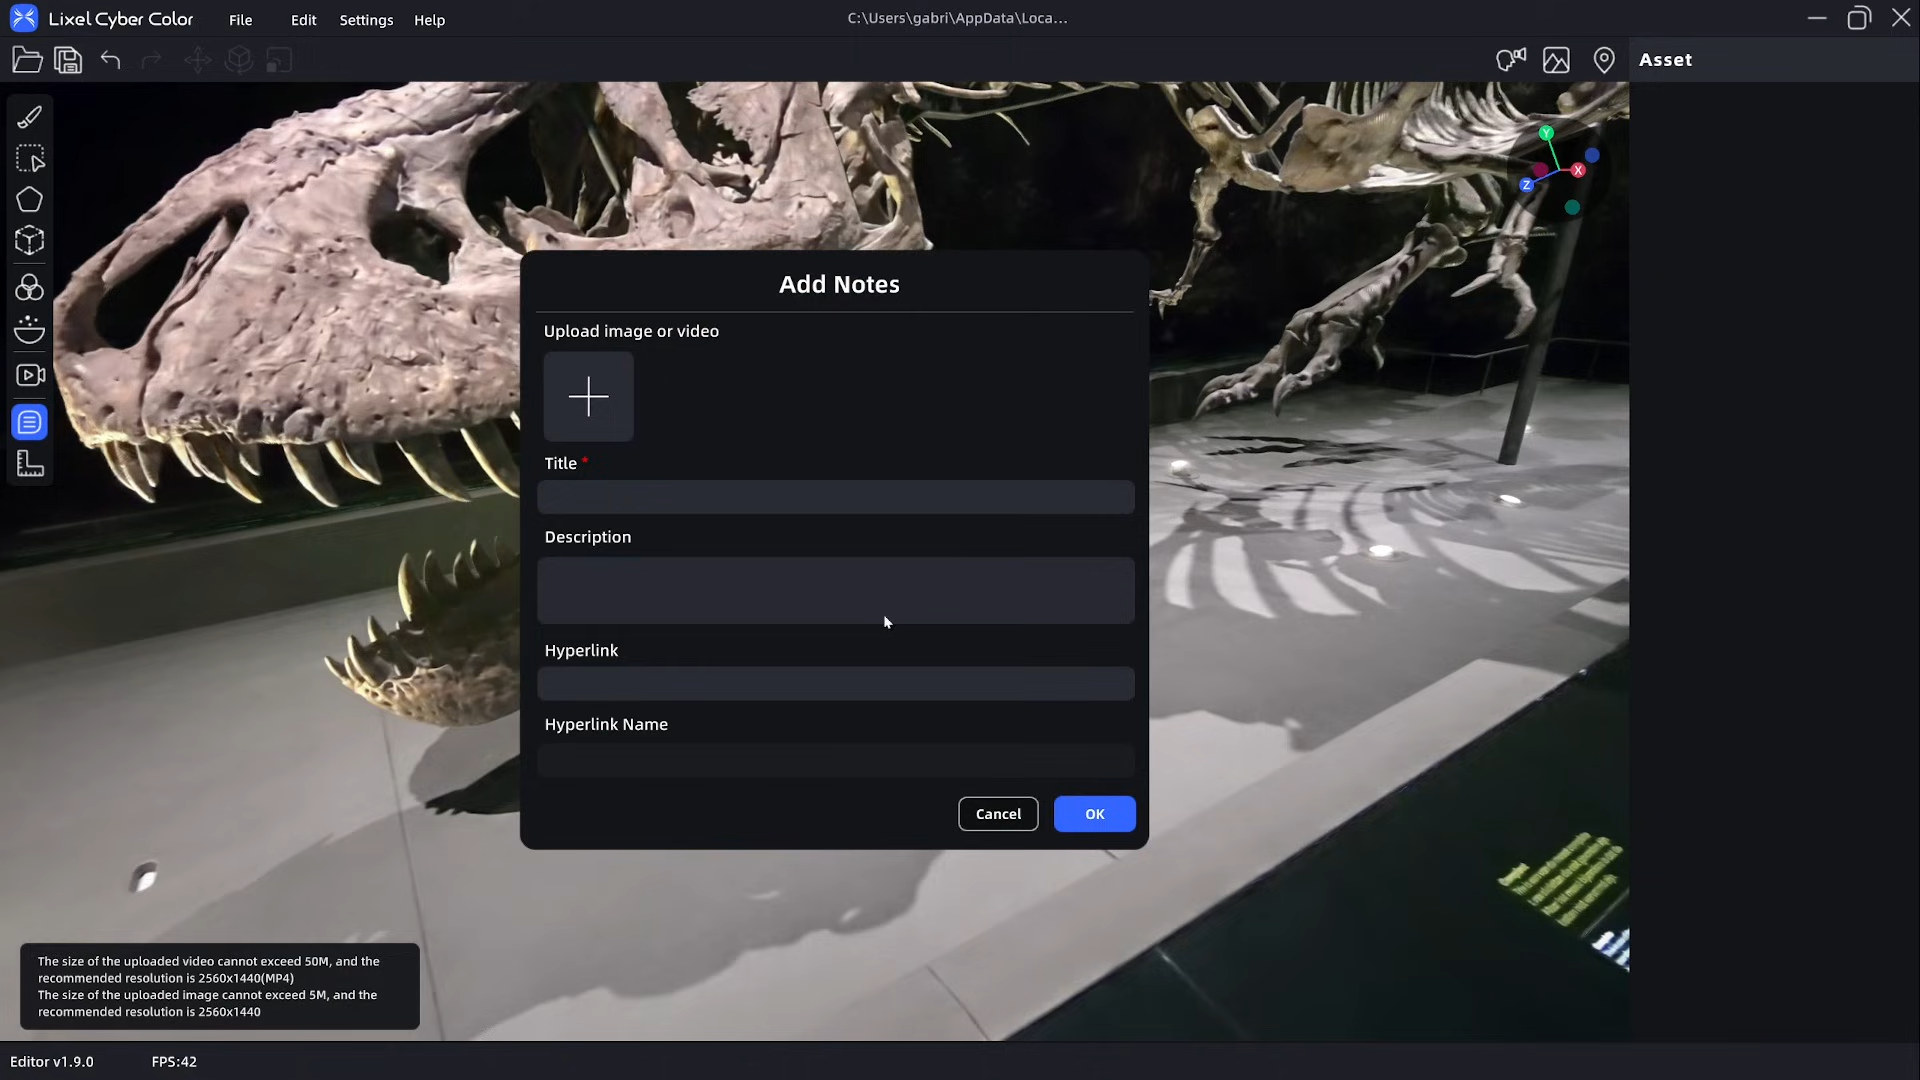 Lixel Cyber Color
File
Edit
Settings
Help
C:\Users\gabri\AppData\Loca...
Asset
Y
X
Z
Add Notes
Upload image or video
Title *
Description
Hyperlink
Hyperlink Name
Cancel
OK
The size of the uploaded video cannot exceed 50M, and the
recommended resolution is 2560x1440(MP4)
The size of the uploaded image cannot exceed 5M, and the
recommended resolution is 2560x1440
Editor v1.9.0
FPS:42